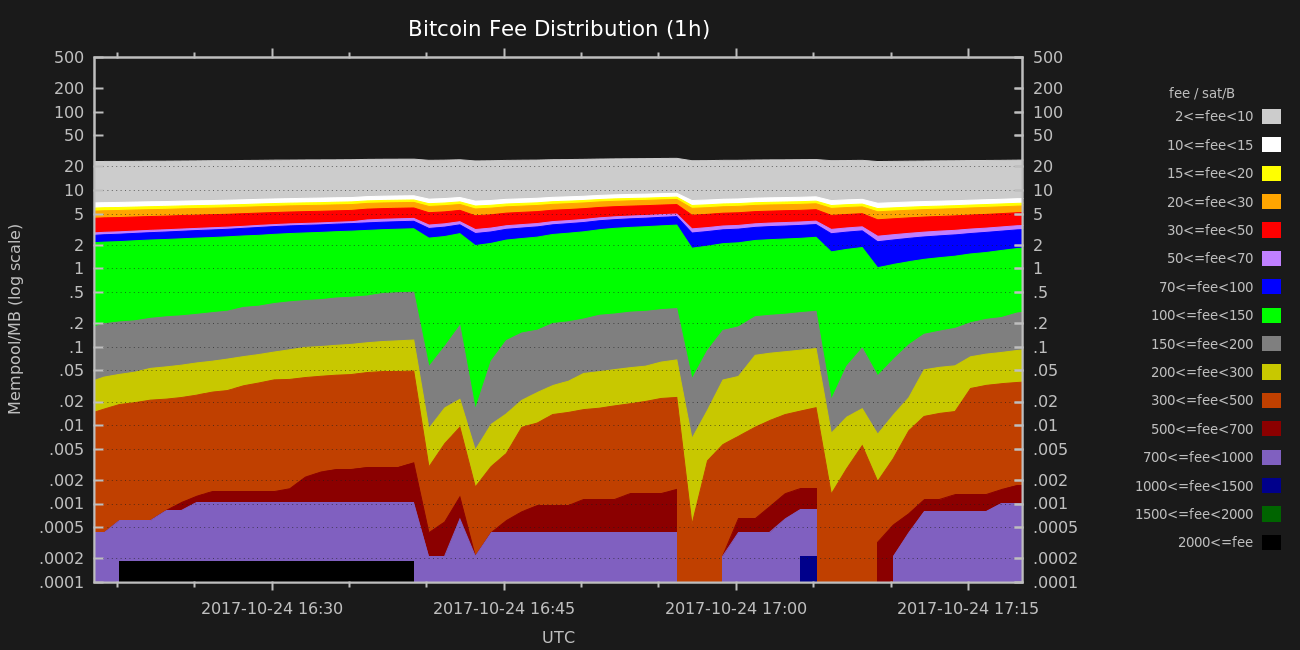 Bitcoin Fee Distribution (1h)
500 500
200 200
100 100
50 50
20 20
10 10
5 5
2 2
1 1
.5 .5
.2 .2
.1 .1
.05 .05
.02 .02
.01 .01
.005 .005
.002 .002
.001 .001
.0005 .0005
.0002 .0002
.0001 .0001
Mempool/MB (log scale)
2017-10-24 16:30 2017-10-24 16:45 2017-10-24 17:00 2017-10-24 17:15
UTC
fee / sat/B
2<=fee<10
10<=fee<15
15<=fee<20
20<=fee<30
30<=fee<50
50<=fee<70
70<=fee<100
100<=fee<150
150<=fee<200
200<=fee<300
300<=fee<500
500<=fee<700
700<=fee<1000
1000<=fee<1500
1500<=fee<2000
2000<=fee